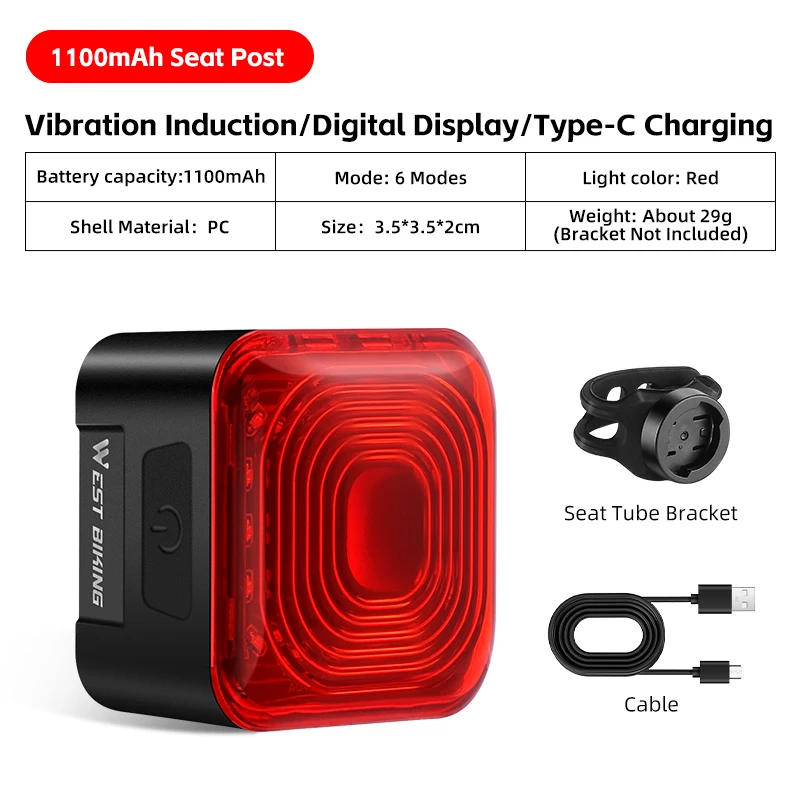 1100mAh Seat Post
Vibration Induction/Digital Display/Type-C Charging
Battery capacity:1100mAh
Mode: 6 Modes
Light color: Red
Shell Material: PC
Size: 3.5*3.5*2cm
Weight: About 29g
(Bracket Not Included)
WEST BIKING
Seat Tube Bracket
Cable